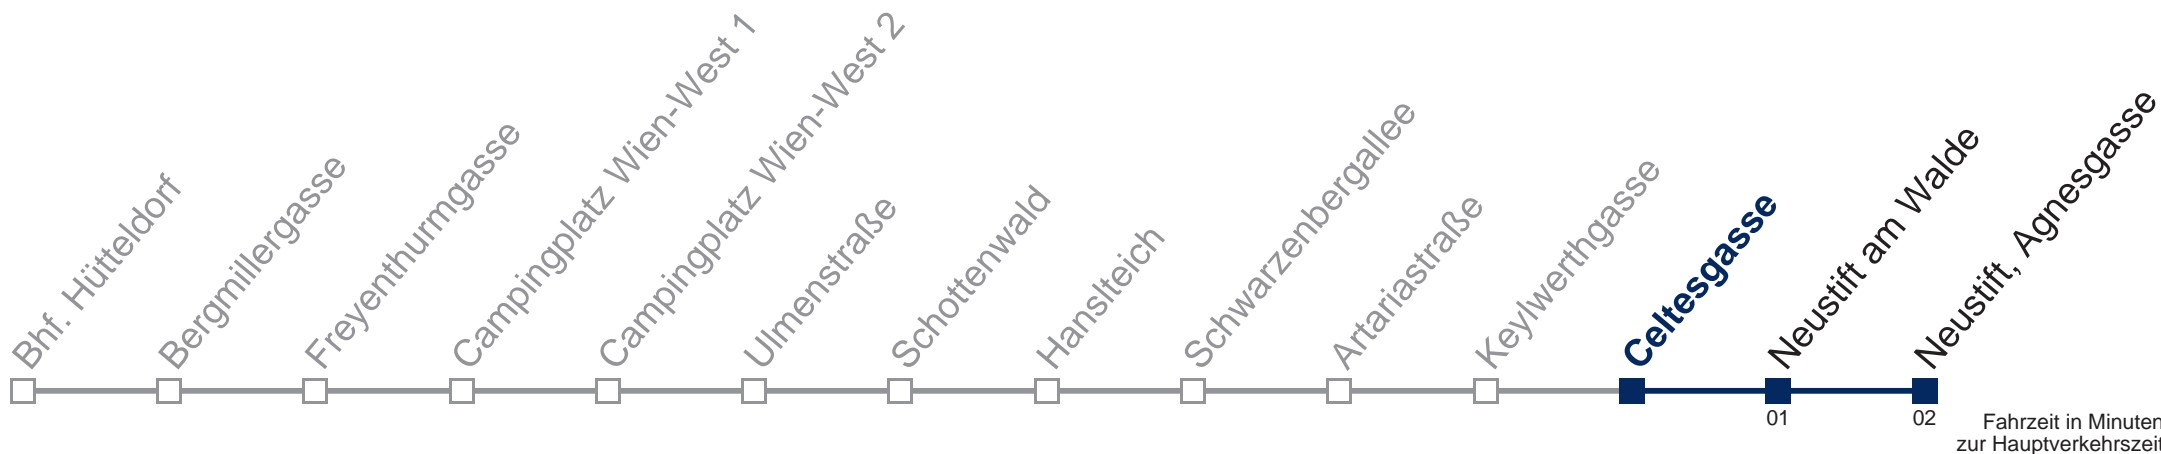 Bhf. Hütteldorf
Bergmillergasse
Freyenthurmgasse
Campingplatz Wien-West 1
Campingplatz Wien-West 2
Ulmenstraße
Schottenwald
Hanslteich
Schwarzenbergallee
Artariastraße
Keylwerthgasse
Celtesgasse
Neustift am Walde
Neustift, Agnesgasse
01
02
Fahrzeit in Minuten
zur Hauptverkehrszeit